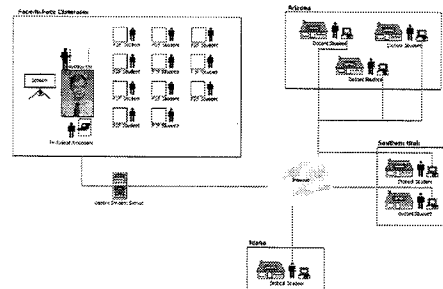 Face-to-Face Classroom
Screen
Instructor
F2F Student
F2F Student
F2F Student
F2F Student
F2F Student
F2F Student
F2F Student
F2F Student
F2F Student
F2F Student
F2F Student
Technical Assistant
Internet
Arizona
Distant Student
Distant Student
Distant Student
Southern Utah
Distant Student
Distant Student
Idaho
Distant Student